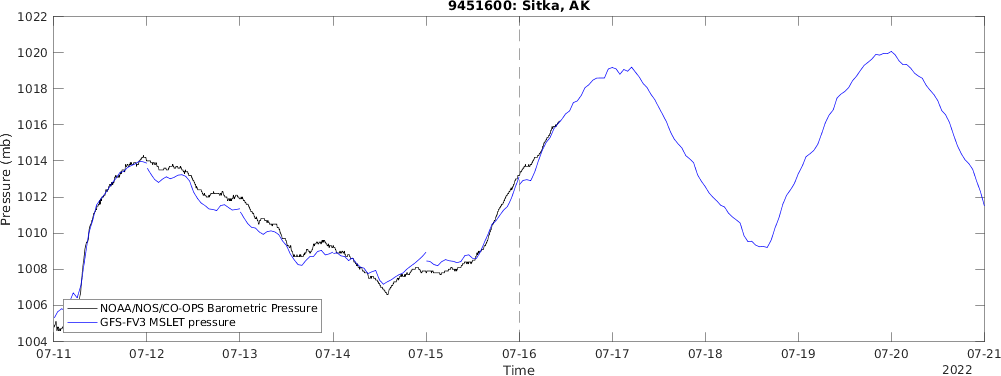 9451600: Sitka, AK
Pressure (mb)
1022
1020
1018
1016
1014
1012
1010
1008
1006
1004
NOAA/NOS/CO-OPS Barometric Pressure
GFS-FV3 MSLET pressure
07-11 07-12 07-13 07-14 07-15 07-16 07-17 07-18 07-19 07-20 07-21
Time
2022